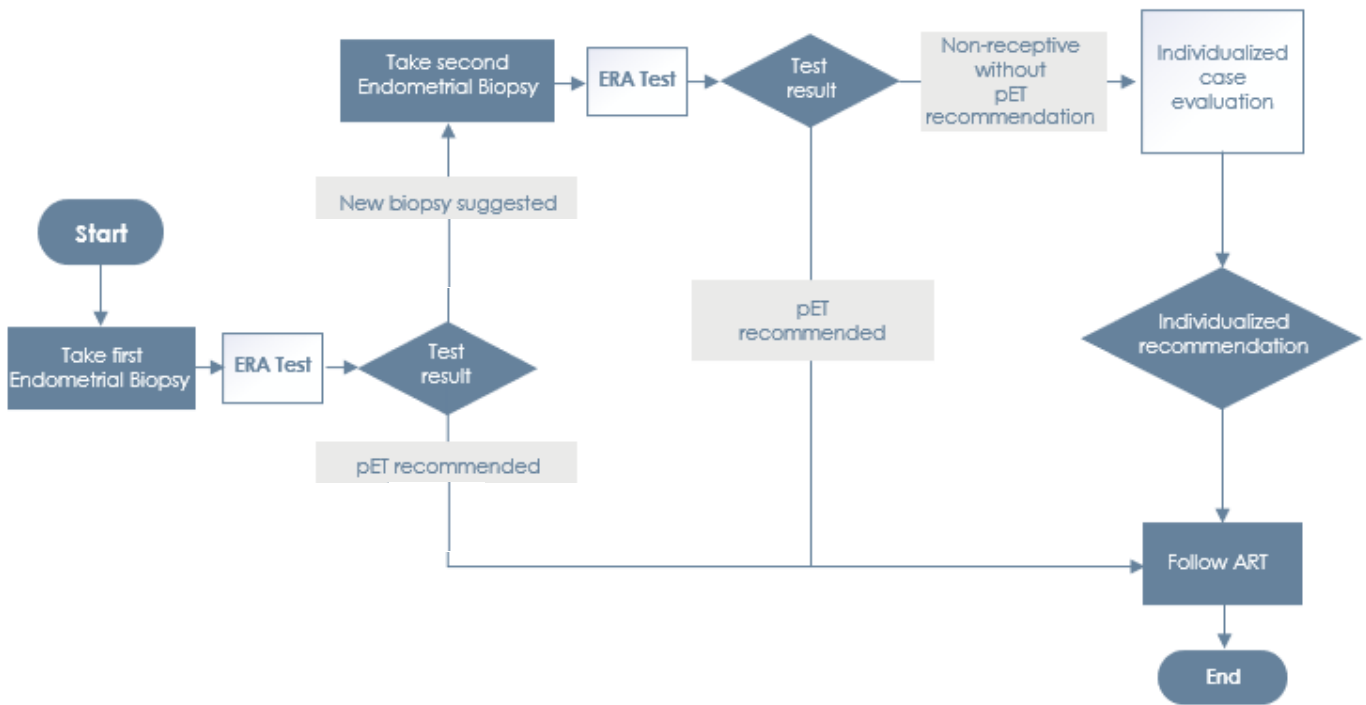 Take second
Endometrial Biopsy
ERA Test
Test
result
Non-receptive
without
pET
recommendation
Individualized
case
evaluation
New biopsy suggested
Start
pET
recommended
Individualized
recommendation
Take first
Endometrial Biopsy
ERA Test
Test
result
pET recommended
Follow ART
End